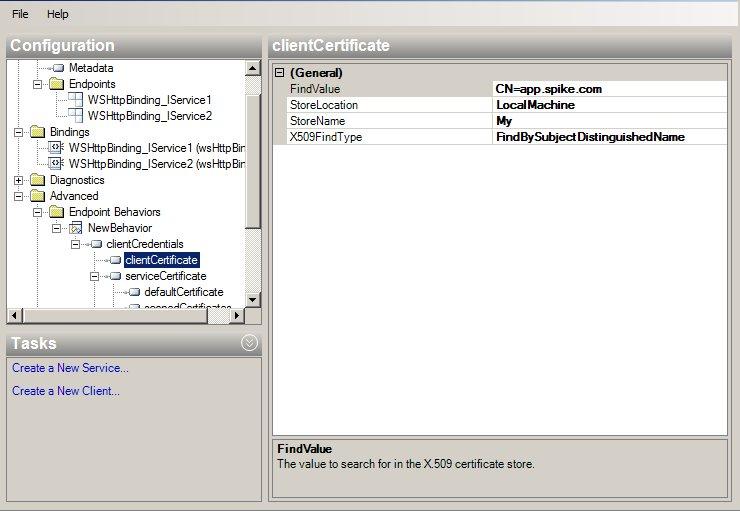 File Help
Configuration
Metadata
Endpoints
WSHttpBinding_IService1
WSHttpBinding_IService2
Bindings
WSHttpBinding_IService1 (wsHttpBin
WSHttpBinding_IService2 (wsHttpBin
Diagnostics
Advanced
Endpoint Behaviors
NewBehavior
clientCredentials
clientCertificate
serviceCertificate
defaultCertificate
Tasks
Create a New Service...
Create a New Client...
clientCertificate
(General)
FindValue CN=app.spike.com
StoreLocation LocalMachine
StoreName My
X509FindType FindBySubjectDistinguishedName
FindValue
The value to search for in the X.509 certificate store.